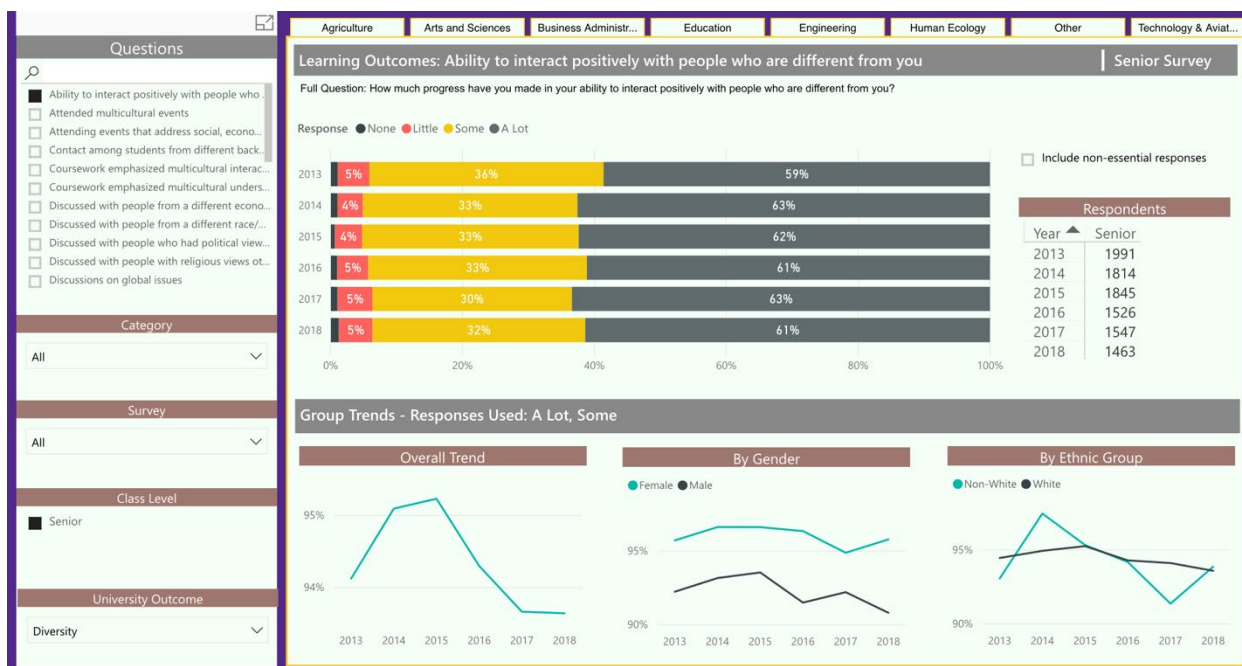 Questions
Ability to interact positively with people who .
Attended multicultural events
Attending events that address social, econo...
Contact among students from different back...
Coursework emphasized multicultural interac...
Coursework emphasized multicultural unders...
Discussed with people from a different econo...
Discussed with people from a different race/...
Discussed with people who had political view...
Discussed with people with religious views ot...
Discussions on global issues
Category
All
Survey
All
Class Level
Senior
University Outcome
Diversity
Agriculture Arts and Sciences Business Administr... Education Engineering Human Ecology Other Technology & Aviat...
Learning Outcomes: Ability to interact positively with people who are different from you Senior Survey
Full Question: How much progress have you made in your ability to interact positively with people who are different from you?
Response None Little Some A Lot
2013 5% 36% 59%
2014 4% 33% 63%
2015 4% 33% 62%
2016 5% 33% 61%
2017 5% 30% 63%
2018 5% 32% 61%
0% 20% 40% 60% 80% 100%
Include non-essential responses
Respondents
Year Senior
2013 1991
2014 1814
2015 1845
2016 1526
2017 1547
2018 1463
Group Trends - Responses Used: A Lot, Some
Overall Trend
95%
94%
2013 2014 2015 2016 2017 2018
By Gender
Female Male
95%
90%
2013 2014 2015 2016 2017 2018
By Ethnic Group
Non-White White
95%
90%
2013 2014 2015 2016 2017 2018